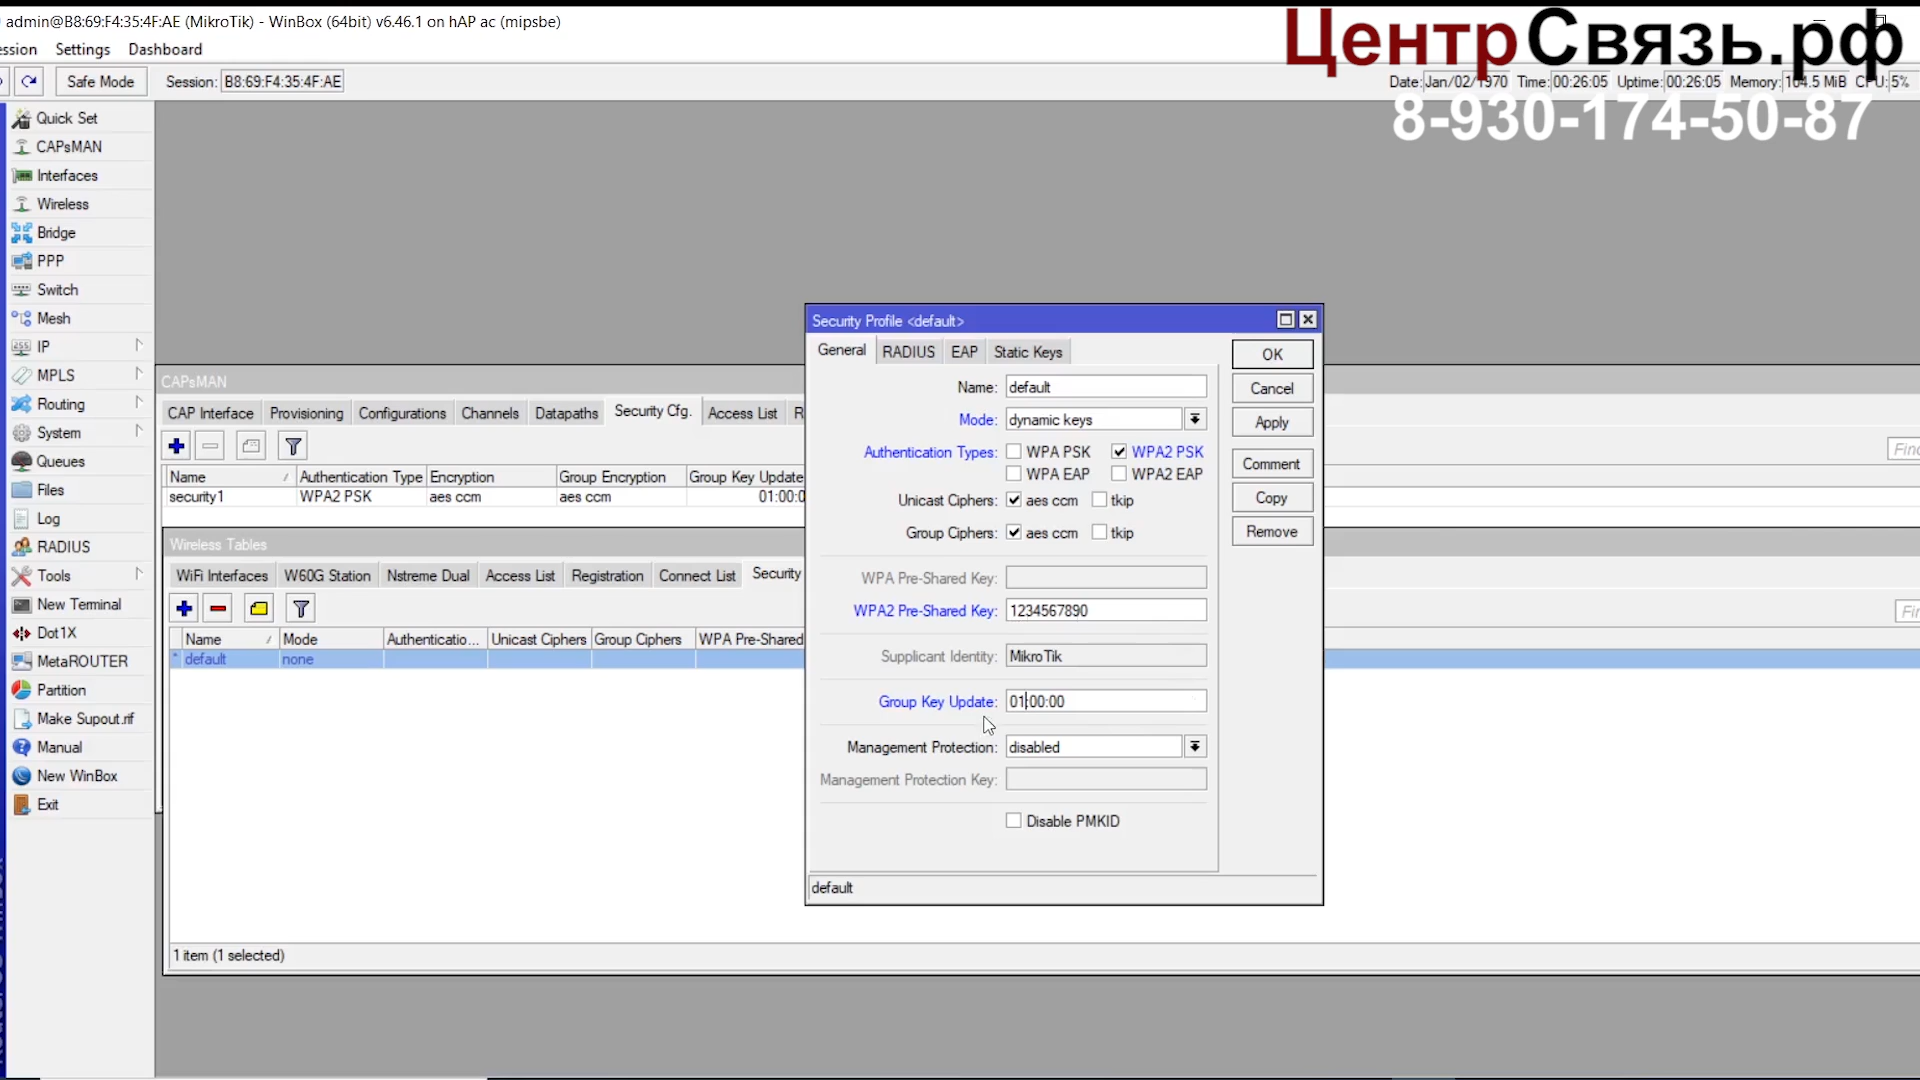 admin@B8:69:F4:35:4F:AE (MikroTik) - WinBox (64bit) v6.46.1 on hAP ac (mipsbe)
ЦентрСвязь.рф
ession Settings Dashboard
Safe Mode Session: B8:69:F4:35:4F:AE Date: Jan/02/1970 Time: 00:26:05 Uptime: 00:26:05 Memory: 104.5 MiB CPU: 5%
8-930-174-50-87
Quick Set
CAPsMAN
Interfaces
Wireless
Bridge
PPP
Switch
Mesh
IP
MPLS
Routing
System
Queues
Files
Log
RADIUS
Tools
New Terminal
Dot1X
MetaROUTER
Partition
Make Supout.rif
Manual
New WinBox
Exit
CAPsMAN
CAP Interface Provisioning Configurations Channels Datapaths Security Cfg. Access List R
Find
Name Authentication Type Encryption Group Encryption Group Key Update
security1 WPA2 PSK aes ccm aes ccm 01:00:0
Wireless Tables
WiFi Interfaces W60G Station Nstreme Dual Access List Registration Connect List Security
Fin
Name Mode Authenticatio... Unicast Ciphers Group Ciphers WPA Pre-Shared
* default none
1 item (1 selected)
Security Profile <default>
General RADIUS EAP Static Keys
Name: default
Mode: dynamic keys
Authentication Types: WPA PSK WPA2 PSK
WPA EAP WPA2 EAP
Unicast Ciphers: aes ccm tkip
Group Ciphers: aes ccm tkip
WPA Pre-Shared Key:
WPA2 Pre-Shared Key: 1234567890
Supplicant Identity: MikroTik
Group Key Update: 01:00:00
Management Protection: disabled
Management Protection Key:
Disable PMKID
default
OK
Cancel
Apply
Comment
Copy
Remove